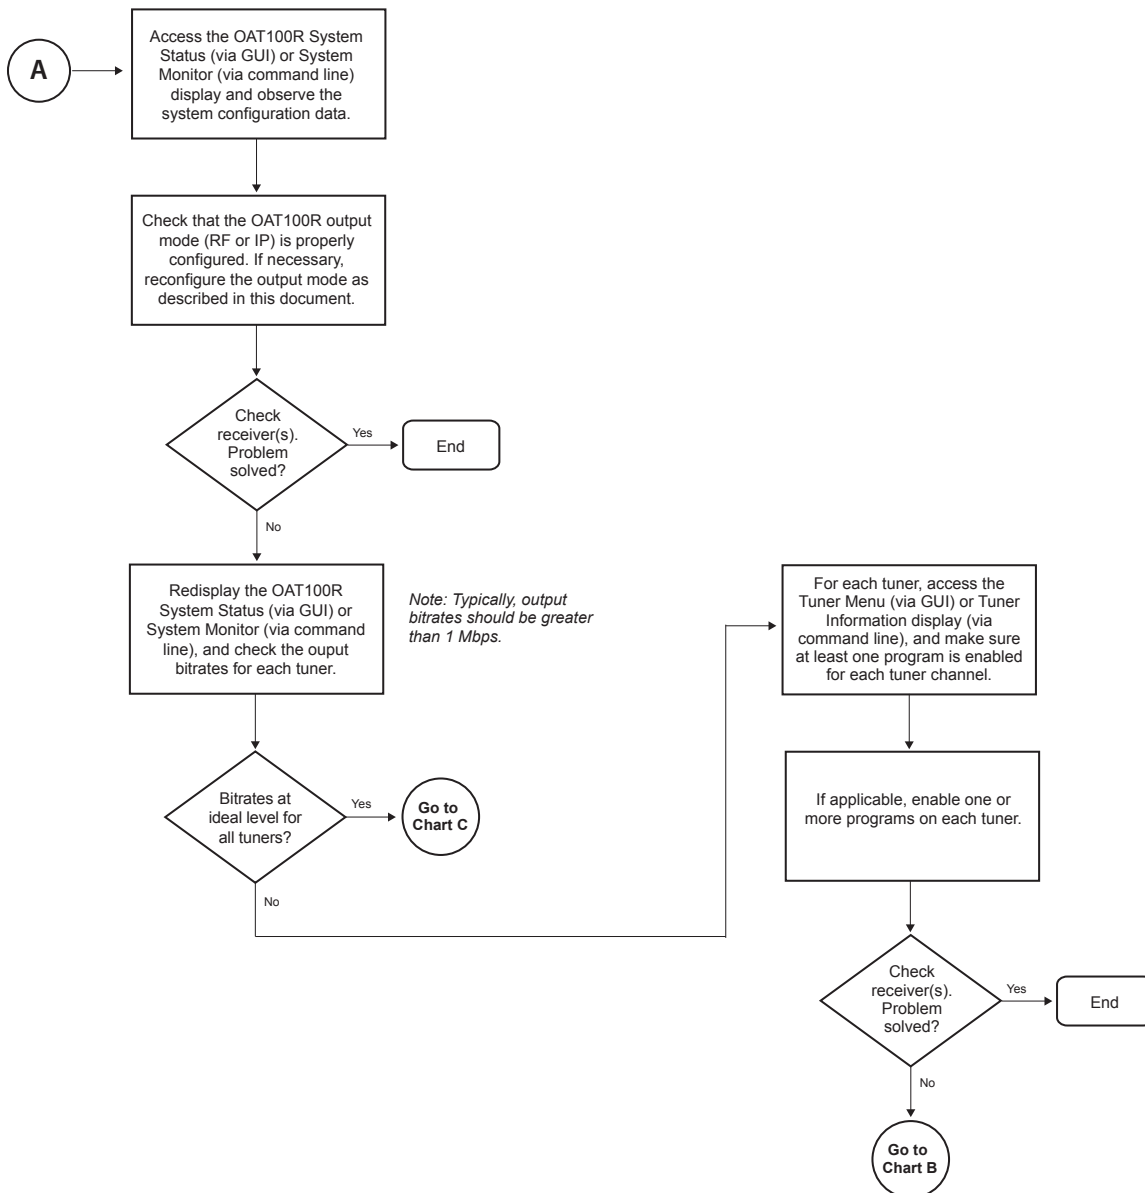 A
Access the OAT100R System
Status (via GUI) or System
Monitor (via command line)
display and observe the
system configuration data.
Check that the OAT100R output
mode (RF or IP) is properly
configured. If necessary,
reconfigure the output mode as
described in this document.
Check
receiver(s).
Problem
solved?
Yes
End
No
Redisplay the OAT100R
System Status (via GUI) or
System Monitor (via command
line), and check the ouput
bitrates for each tuner.
Note: Typically, output
bitrates should be greater
than 1 Mbps.
Bitrates at
ideal level for
all tuners?
Yes
Go to
Chart C
No
For each tuner, access the
Tuner Menu (via GUI) or Tuner
Information display (via
command line), and make sure
at least one program is enabled
for each tuner channel.
If applicable, enable one or
more programs on each tuner.
Check
receiver(s).
Problem
solved?
Yes
End
No
Go to
Chart B